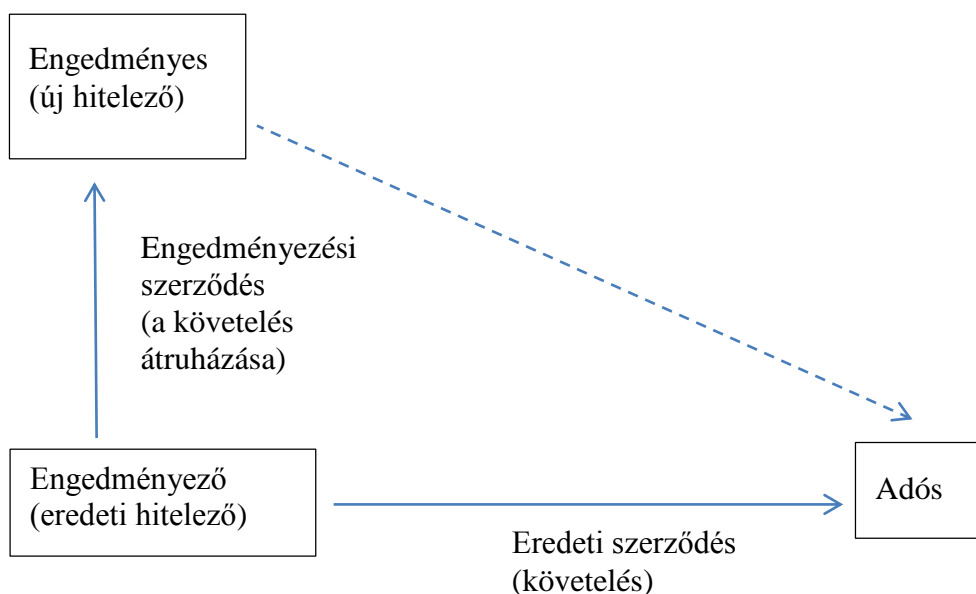 Engedményes
(új hitelező)
Engedményezési
szerződés
(a követelés
átruházása)
Engedményező
(eredeti hitelező)
Adós
Eredeti szerződés
(követelés)